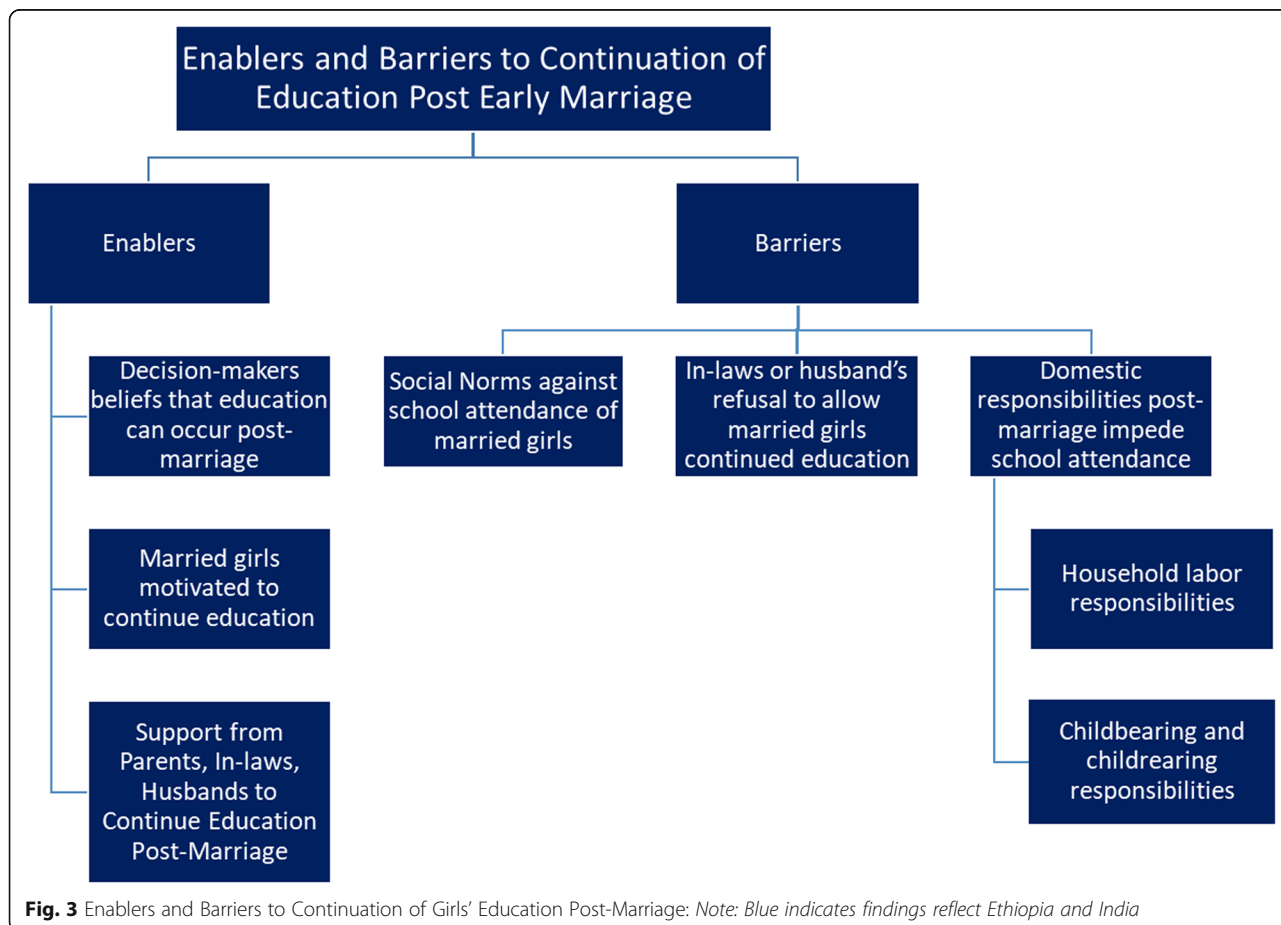 Enablers and Barriers to Continuation of
Education Post Early Marriage
Enablers
Barriers
Decision-makers
beliefs that education
can occur post-
marriage
Married girls
motivated to
continue education
Support from
Parents, In-laws,
Husbands to
Continue Education
Post-Marriage
Social Norms against
school attendance of
married girls
In-laws or husband's
refusal to allow
married girls
continued education
Domestic
responsibilities post-
marriage impede
school attendance
Household labor
responsibilities
Childbearing and
childrearing
responsibilities
Fig. 3 Enablers and Barriers to Continuation of Girls' Education Post-Marriage: Note: Blue indicates findings reflect Ethiopia and India